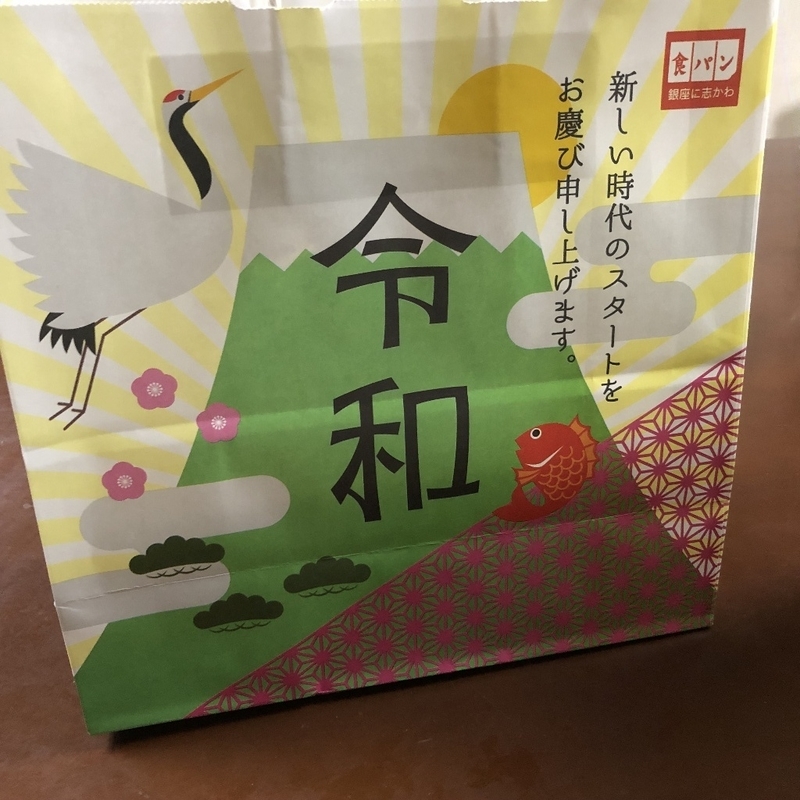 食パン
銀座に志かわ
新しい時代のスタートを
お慶び申し上げます。
令和